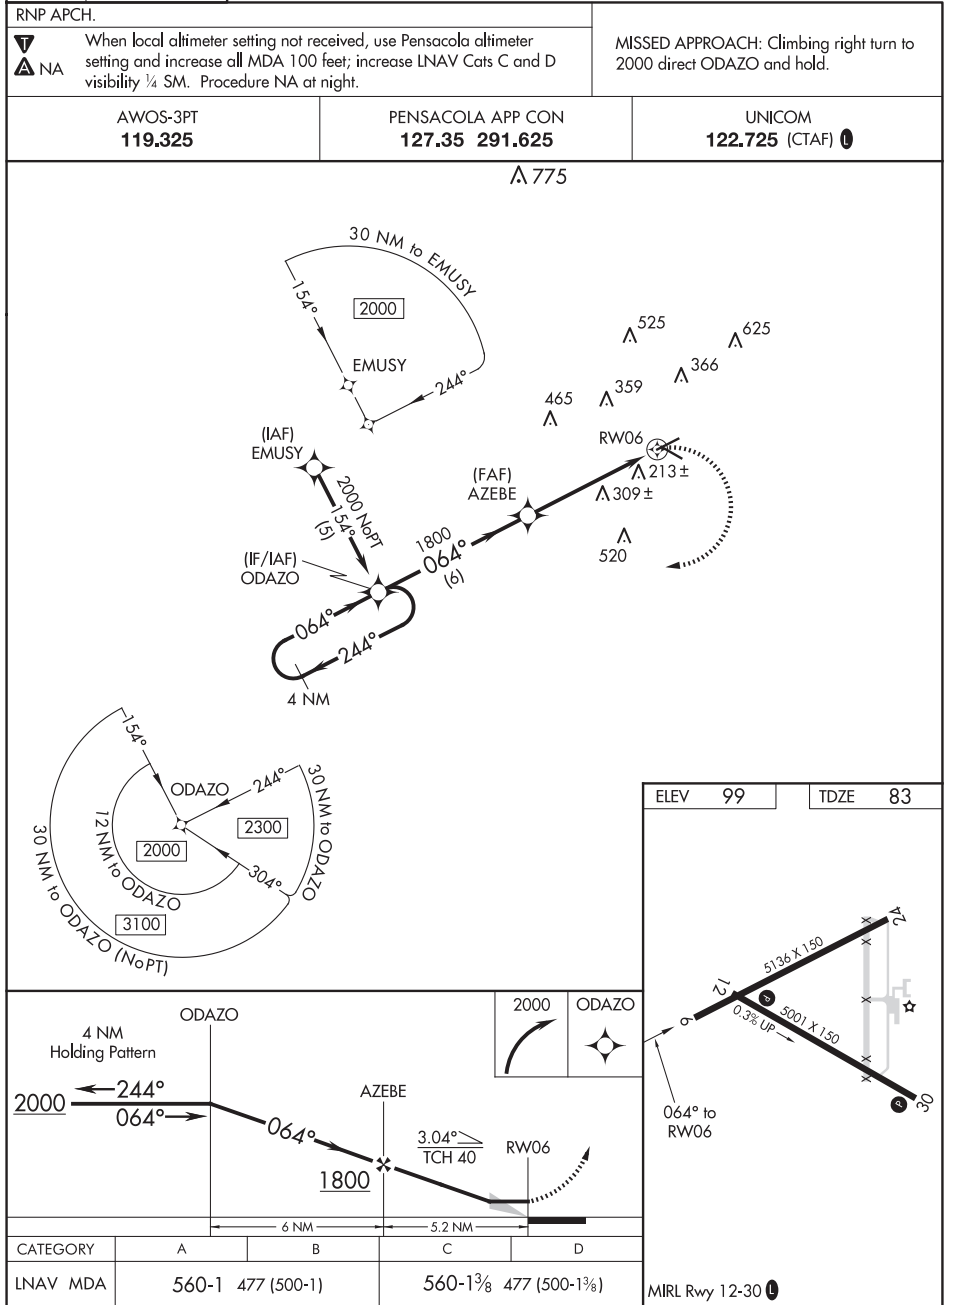 RNP APCH.
T
A NA
When local altimeter setting not received, use Pensacola altimeter
setting and increase all MDA 100 feet; increase LNAV Cats C and D
visibility ¼ SM. Procedure NA at night.
MISSED APPROACH: Climbing right turn to
2000 direct ODAZO and hold.
AWOS-3PT
119.325
PENSACOLA APP CON
127.35 291.625
UNICOM
122.725 (CTAF) L
775
30 NM to EMUSY
154°
2000
EMUSY
244°
525
625
366
359
465
RW06
213 ±
309 ±
520
(IAF)
EMUSY
2000 NoPT
154°
(5)
(FAF)
AZEBE
(IF/IAF)
ODAZO
1800
064°
(6)
064°
244°
4 NM
154°
ODAZO
244°
30 NM to ODAZO
2300
12 NM to ODAZO
2000
304°
30 NM to ODAZO (NoPT)
3100
ELEV 99
TDZE 83
24
5136 X 150
12
P
0.3% UP
5001 X 150
6
064° to
RW06
P
30
MIRL Rwy 12-30 L
4 NM
Holding Pattern
ODAZO
2000
ODAZO
244°
2000
064°
064°
AZEBE
1800
3.04°
TCH 40
RW06
6 NM
5.2 NM
CATEGORY A B C D
LNAV MDA 560-1 477 (500-1) 560-1⅜ 477 (500-1⅜)